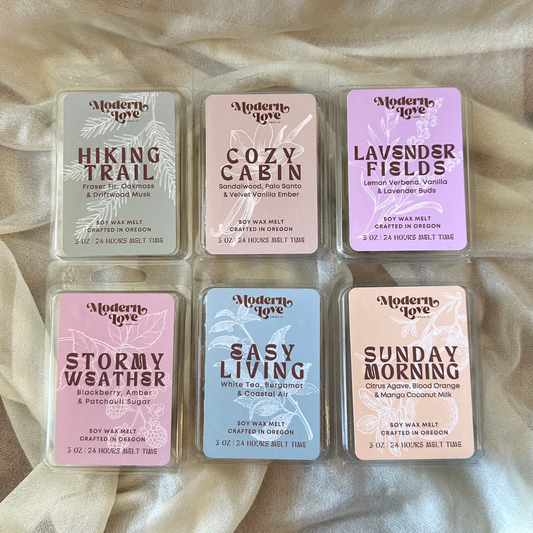 Modern
Love
HIKING
TRAIL
Fraser Fir, Oakmoss
& Driftwood Musk
SOY WAX MELT
CRAFTED IN OREGON
3 OZ | 24 HOURS MELT TIME
Modern
Love
COZY
CABIN
Sandalwood, Palo Santo
& Velvet Vanilla Ember
SOY WAX MELT
CRAFTED IN OREGON
3 OZ | 24 HOURS MELT TIME
Modern
Love
LAVENDER
FIELDS
Lemon Verbena, Vanilla
& Lavender Buds
SOY WAX MELT
CRAFTED IN OREGON
3 OZ | 24 HOURS MELT TIME
Modern
Love
STORMY
WEATHER
Blackberry, Amber
& Patchouli Sugar
SOY WAX MELT
CRAFTED IN OREGON
3 OZ | 24 HOURS MELT TIME
Modern
Love
EASY
LIVING
White Tea, Bergamot
& Coastal Air
SOY WAX MELT
CRAFTED IN OREGON
3 OZ | 24 HOURS MELT TIME
Modern
Love
SUNDAY
MORNING
Citrus Agave, Blood Orange
& Mango Coconut Milk
SOY WAX MELT
CRAFTED IN OREGON
3 OZ | 24 HOURS MELT TIME